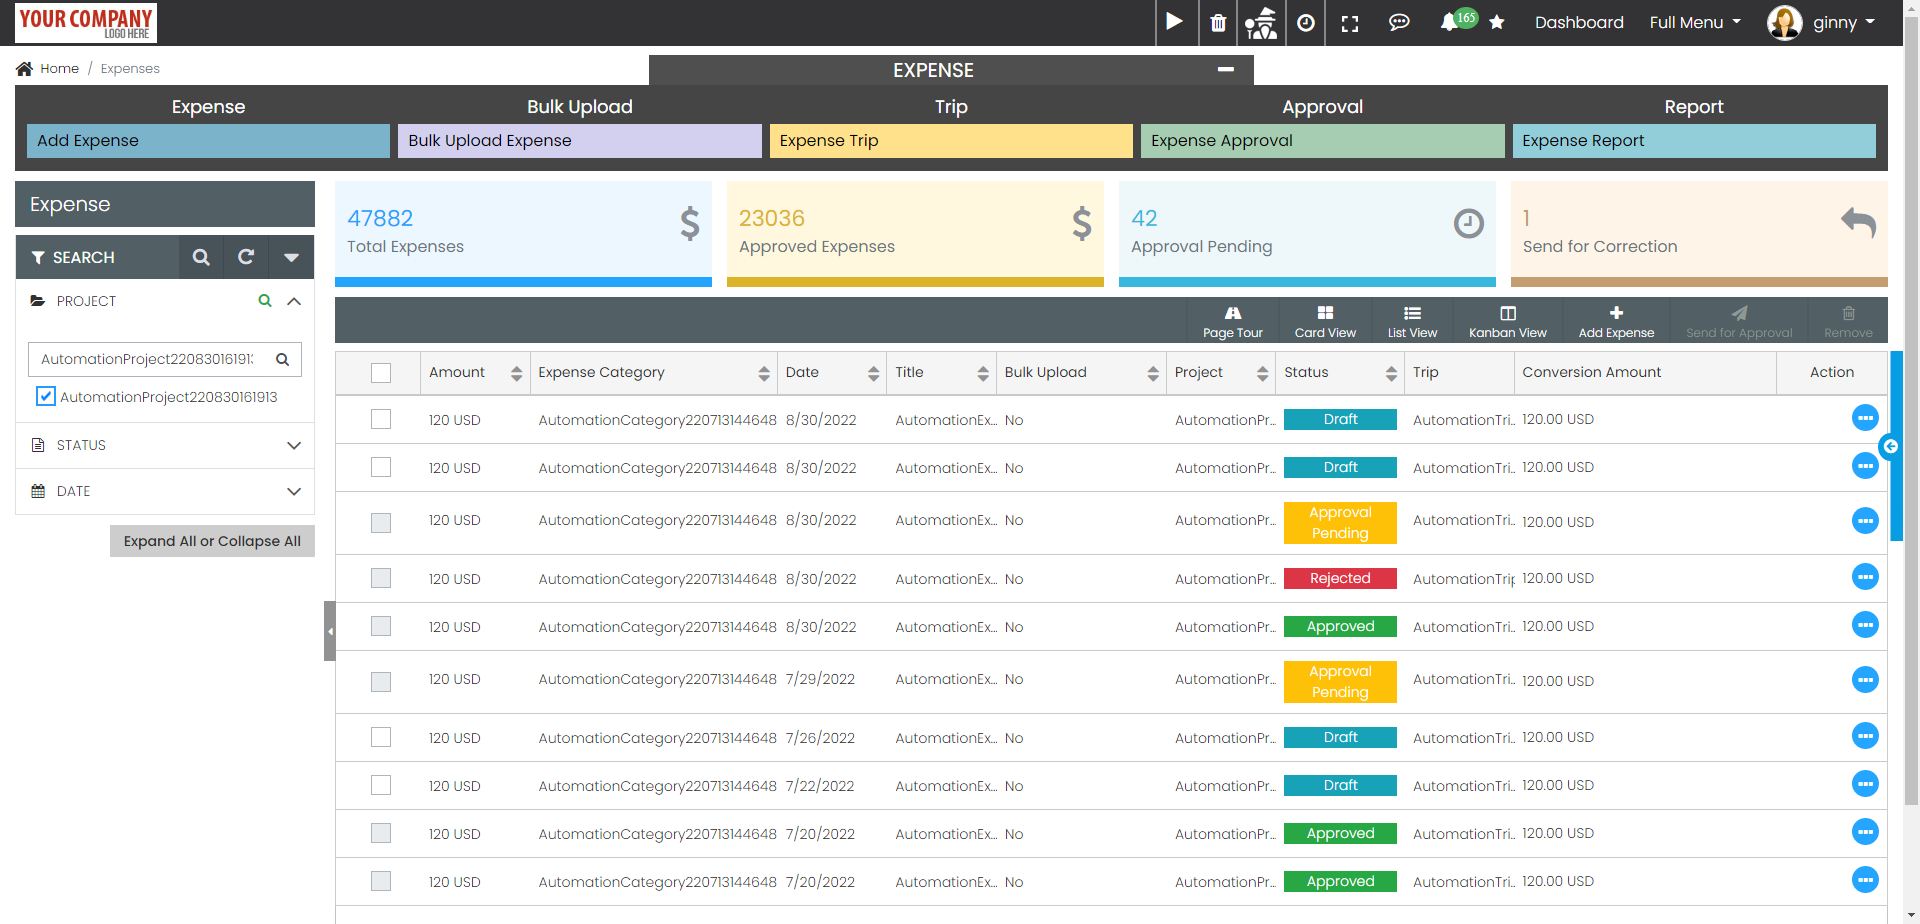 YOUR COMPANY
LOGO HERE
165
Dashboard
Full Menu
ginny
Home / Expenses
EXPENSE
Expense
Bulk Upload
Trip
Approval
Report
Add Expense
Bulk Upload Expense
Expense Trip
Expense Approval
Expense Report
Expense
SEARCH
PROJECT
AutomationProject220830161913
AutomationProject220830161913
STATUS
DATE
Expand All or Collapse All
47882
Total Expenses
23036
Approved Expenses
42
Approval Pending
1
Send for Correction
Page Tour
Card View
List View
Kanban View
Add Expense
Send for Approval
Remove
Amount Expense Category Date Title Bulk Upload Project Status Trip Conversion Amount Action
120 USD AutomationCategory220713144648 8/30/2022 AutomationEx... No AutomationPr... Draft AutomationTri... 120.00 USD
120 USD AutomationCategory220713144648 8/30/2022 AutomationEx... No AutomationPr... Draft AutomationTri... 120.00 USD
120 USD AutomationCategory220713144648 8/30/2022 AutomationEx... No AutomationPr... Approval Pending AutomationTri... 120.00 USD
120 USD AutomationCategory220713144648 8/30/2022 AutomationEx... No AutomationPr... Rejected AutomationTrip 120.00 USD
120 USD AutomationCategory220713144648 8/30/2022 AutomationEx... No AutomationPr... Approved AutomationTri... 120.00 USD
120 USD AutomationCategory220713144648 7/29/2022 AutomationEx... No AutomationPr... Approval Pending AutomationTri... 120.00 USD
120 USD AutomationCategory220713144648 7/26/2022 AutomationEx... No AutomationPr... Draft AutomationTri... 120.00 USD
120 USD AutomationCategory220713144648 7/22/2022 AutomationEx... No AutomationPr... Draft AutomationTri... 120.00 USD
120 USD AutomationCategory220713144648 7/20/2022 AutomationEx... No AutomationPr... Approved AutomationTri... 120.00 USD
120 USD AutomationCategory220713144648 7/20/2022 AutomationEx... No AutomationPr... Approved AutomationTri... 120.00 USD